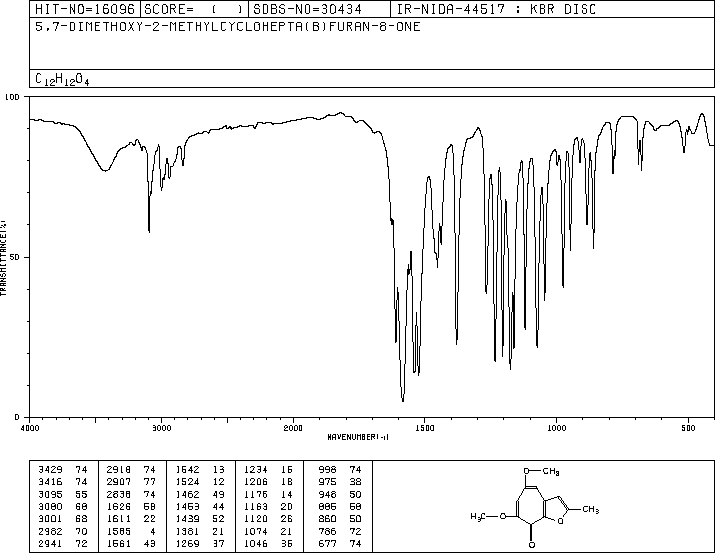 HIT-NO=16096 SCORE= ( ) SDBS-NO=30434 IR-NIDA-44517 : KBR DISC
5,7-DIMETHOXY-2-METHYLCYCLOHEPTA(B)FURAN-8-ONE
C12H12O4
100
50
0
TRANSMITTANCE(%)
4000 3000 2000 1500 1000 500
WAVENUMBER(-1)
3429 74 2918 74 1542 13 1234 16 998 74
3416 74 2907 77 1524 12 1206 18 975 38
3095 55 2838 74 1462 49 1176 14 948 50
3080 68 1626 58 1453 44 1163 20 885 58
3001 68 1611 22 1439 52 1120 26 860 50
2982 70 1585 4 1381 21 1074 21 786 72
2941 72 1561 43 1269 37 1046 35 677 74
O—CH3
H3C—O
O
CH3
O